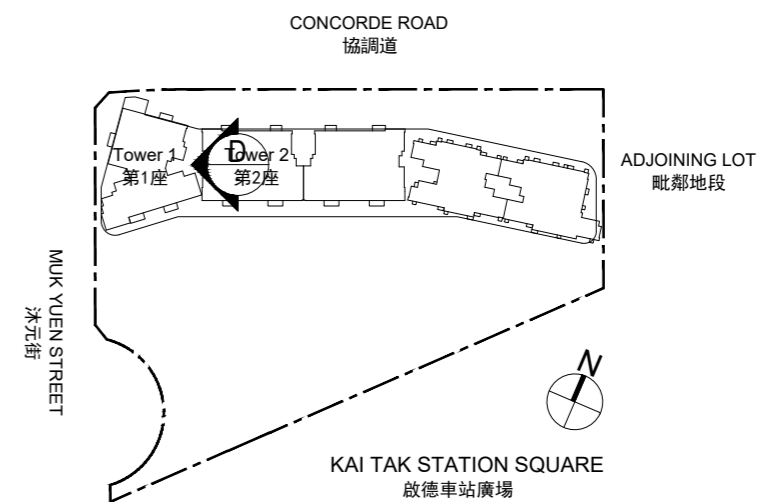 CONCORDE ROAD
協調道
Tower 1
第1座
D
Tower 2
第2座
ADJOINING LOT
毗鄰地段
MUK YUEN STREET
沐元街
N
KAI TAK STATION SQUARE
啟德車站廣場